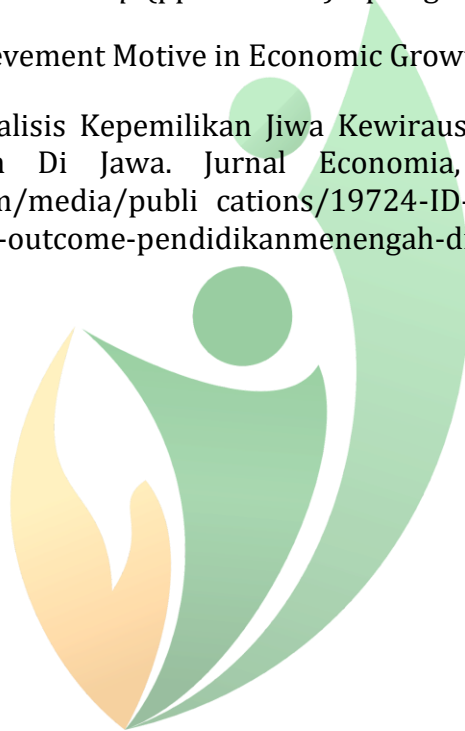 evement Motive in Economic Grow
alisis Kepemilikan Jiwa Kewiraus
Di Jawa. Jurnal Economia,
/media/publi cations/19724-ID-
-outcome-pendidikanmenengah-di